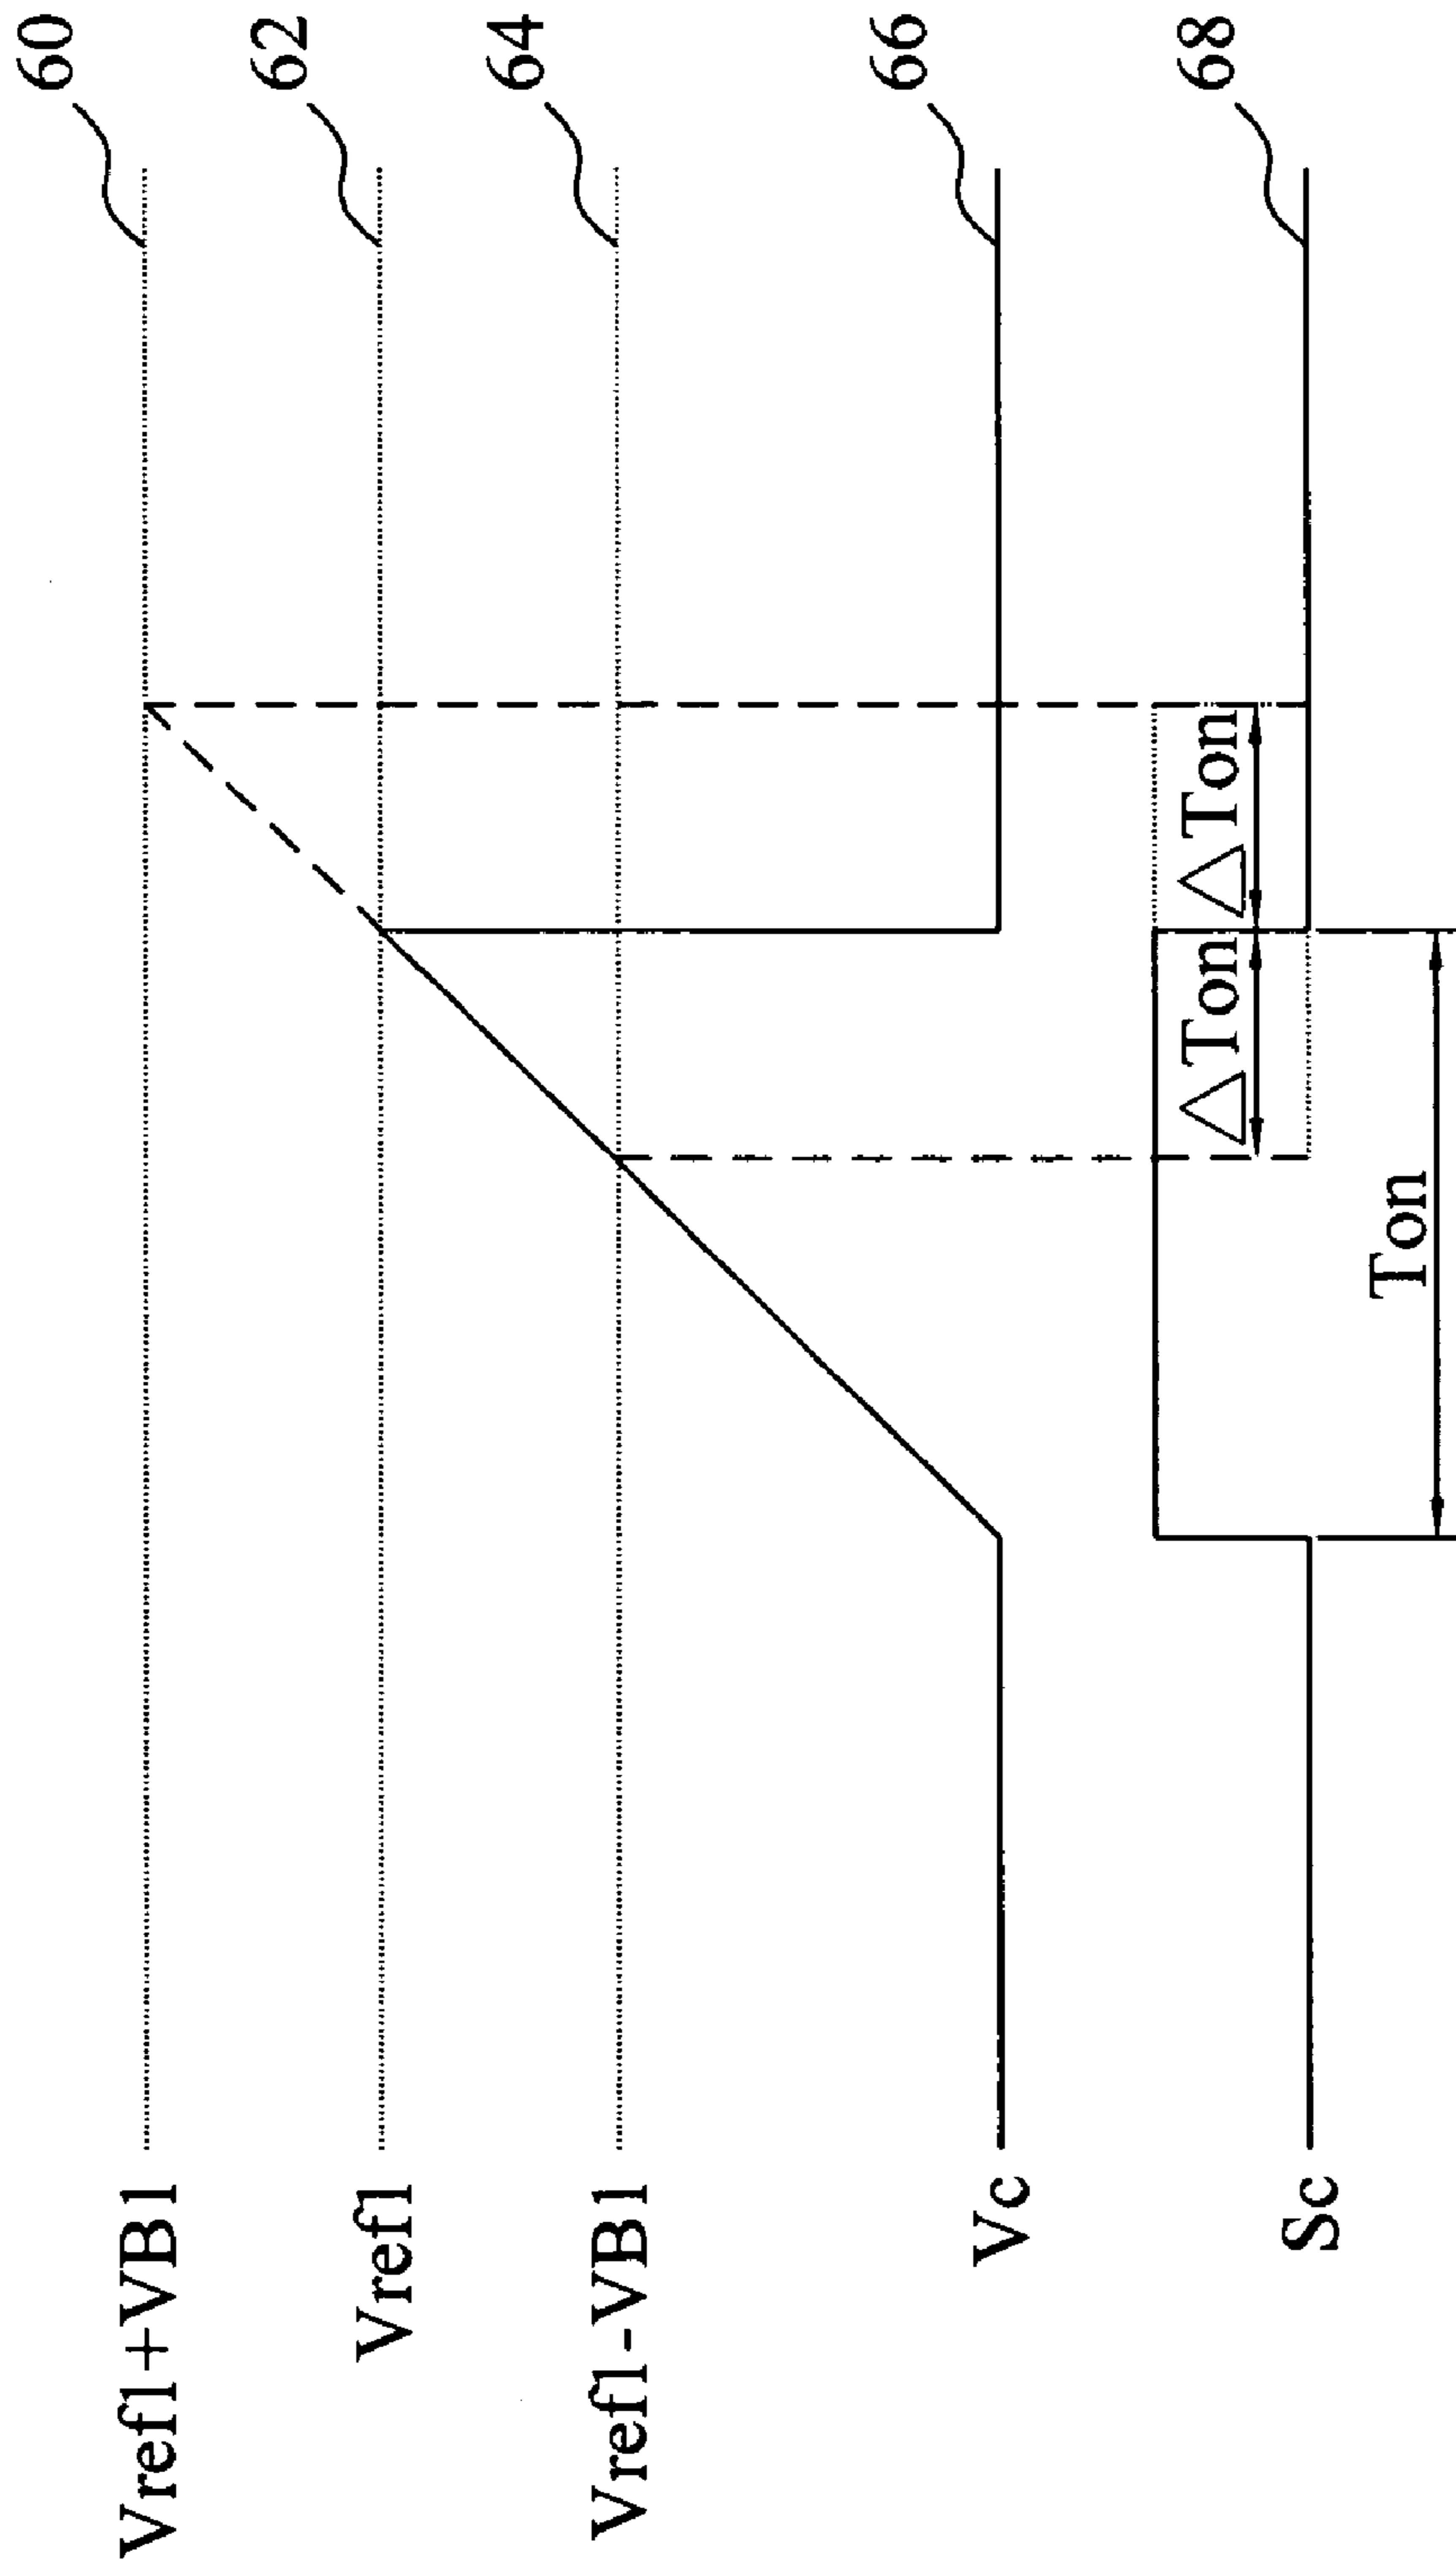 Vref1+VB1
60
Vref1
62
Vref1-VB1
64
Vc
66
Sc
68
△Ton
△Ton
Ton